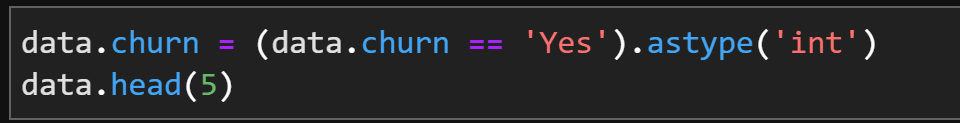 data.churn = (data.churn == 'Yes').astype('int')
data.head(5)